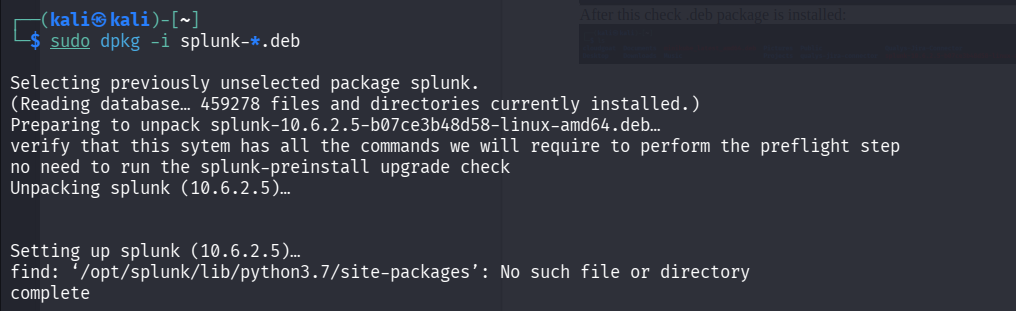 After this check .deb package is installed:
┌──(kali㉿kali)-[~]
└─$ sudo dpkg -i splunk-*.deb
Selecting previously unselected package splunk.
(Reading database… 459278 files and directories currently installed.)
Preparing to unpack splunk-10.6.2.5-b07ce3b48d58-linux-amd64.deb…
verify that this sytem has all the commands we will require to perform the preflight step
no need to run the splunk-preinstall upgrade check
Unpacking splunk (10.6.2.5)…
Setting up splunk (10.6.2.5)…
find: ‘/opt/splunk/lib/python3.7/site-packages’: No such file or directory
complete